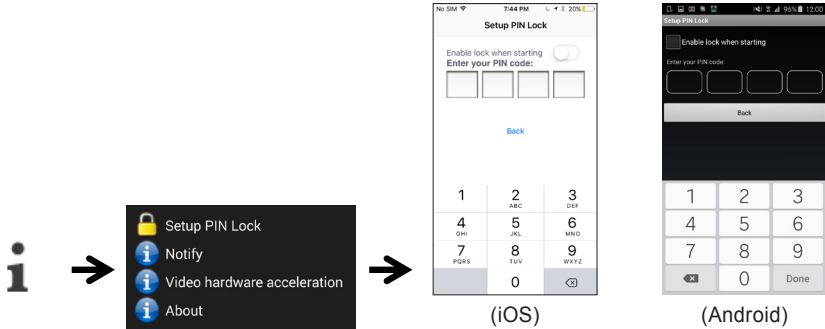 Setup PIN Lock
Notify
Video hardware acceleration
About
No SIM 7:44 PM 20%
Setup PIN Lock
Enable lock when starting
Enter your PIN code:
Back
1 2 3
ABC DEF
4 5 6
GHI JKL MNO
7 8 9
PQRS TUV WXYZ
0
(iOS)
96% 12:00
Setup PIN Lock
Enable lock when starting
Enter your PIN code:
Back
1 2 3
4 5 6
7 8 9
0 Done
(Android)